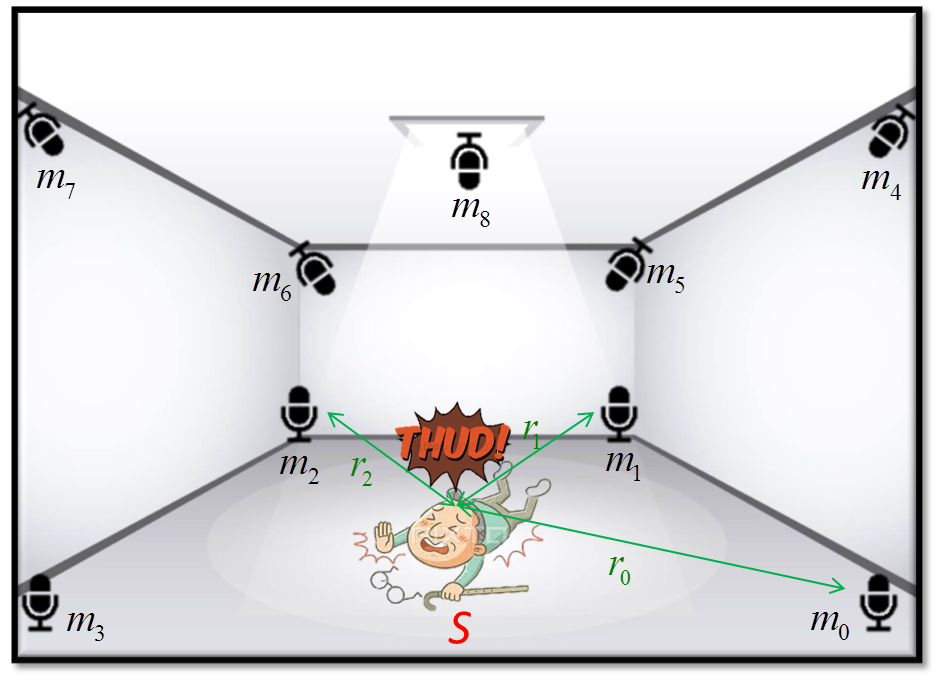 m₇
m₄
m₈
m₆
m₅
THUD!
r₁
m₂
r₂
m₁
r₀
m₃
S
m₀